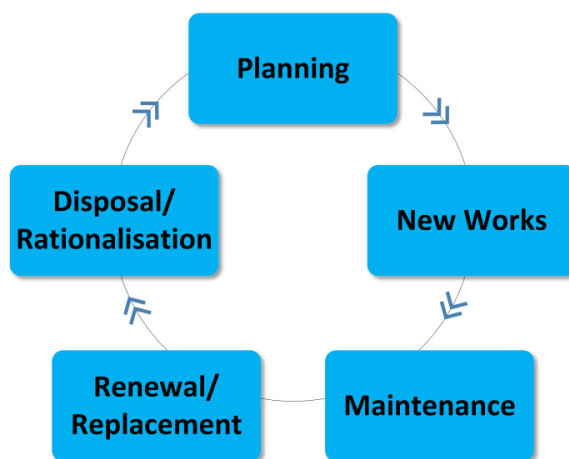 Planning
New Works
Maintenance
Renewal/
Replacement
Disposal/
Rationalisation